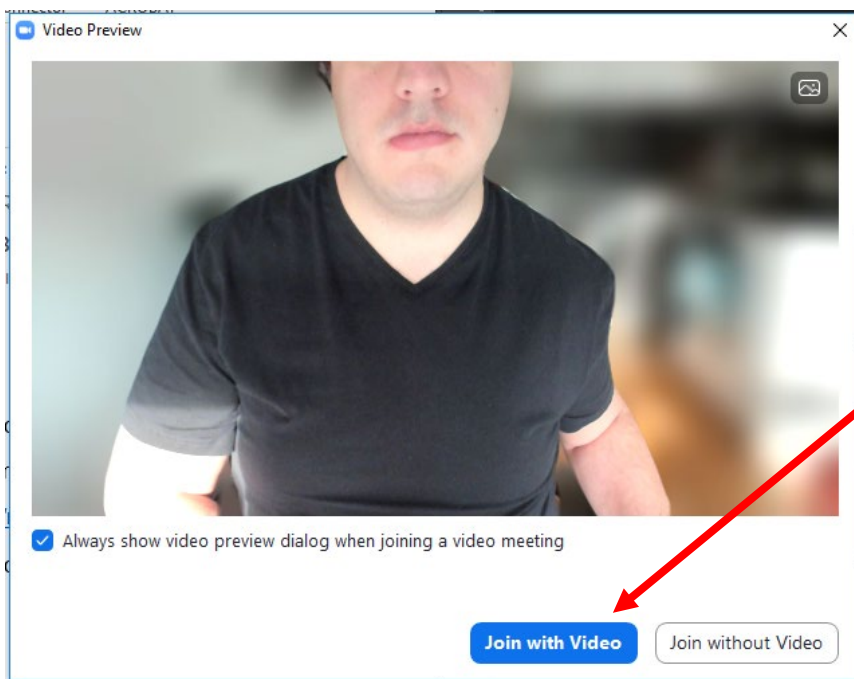 Video Preview
Always show video preview dialog when joining a video meeting
Join with Video
Join without Video